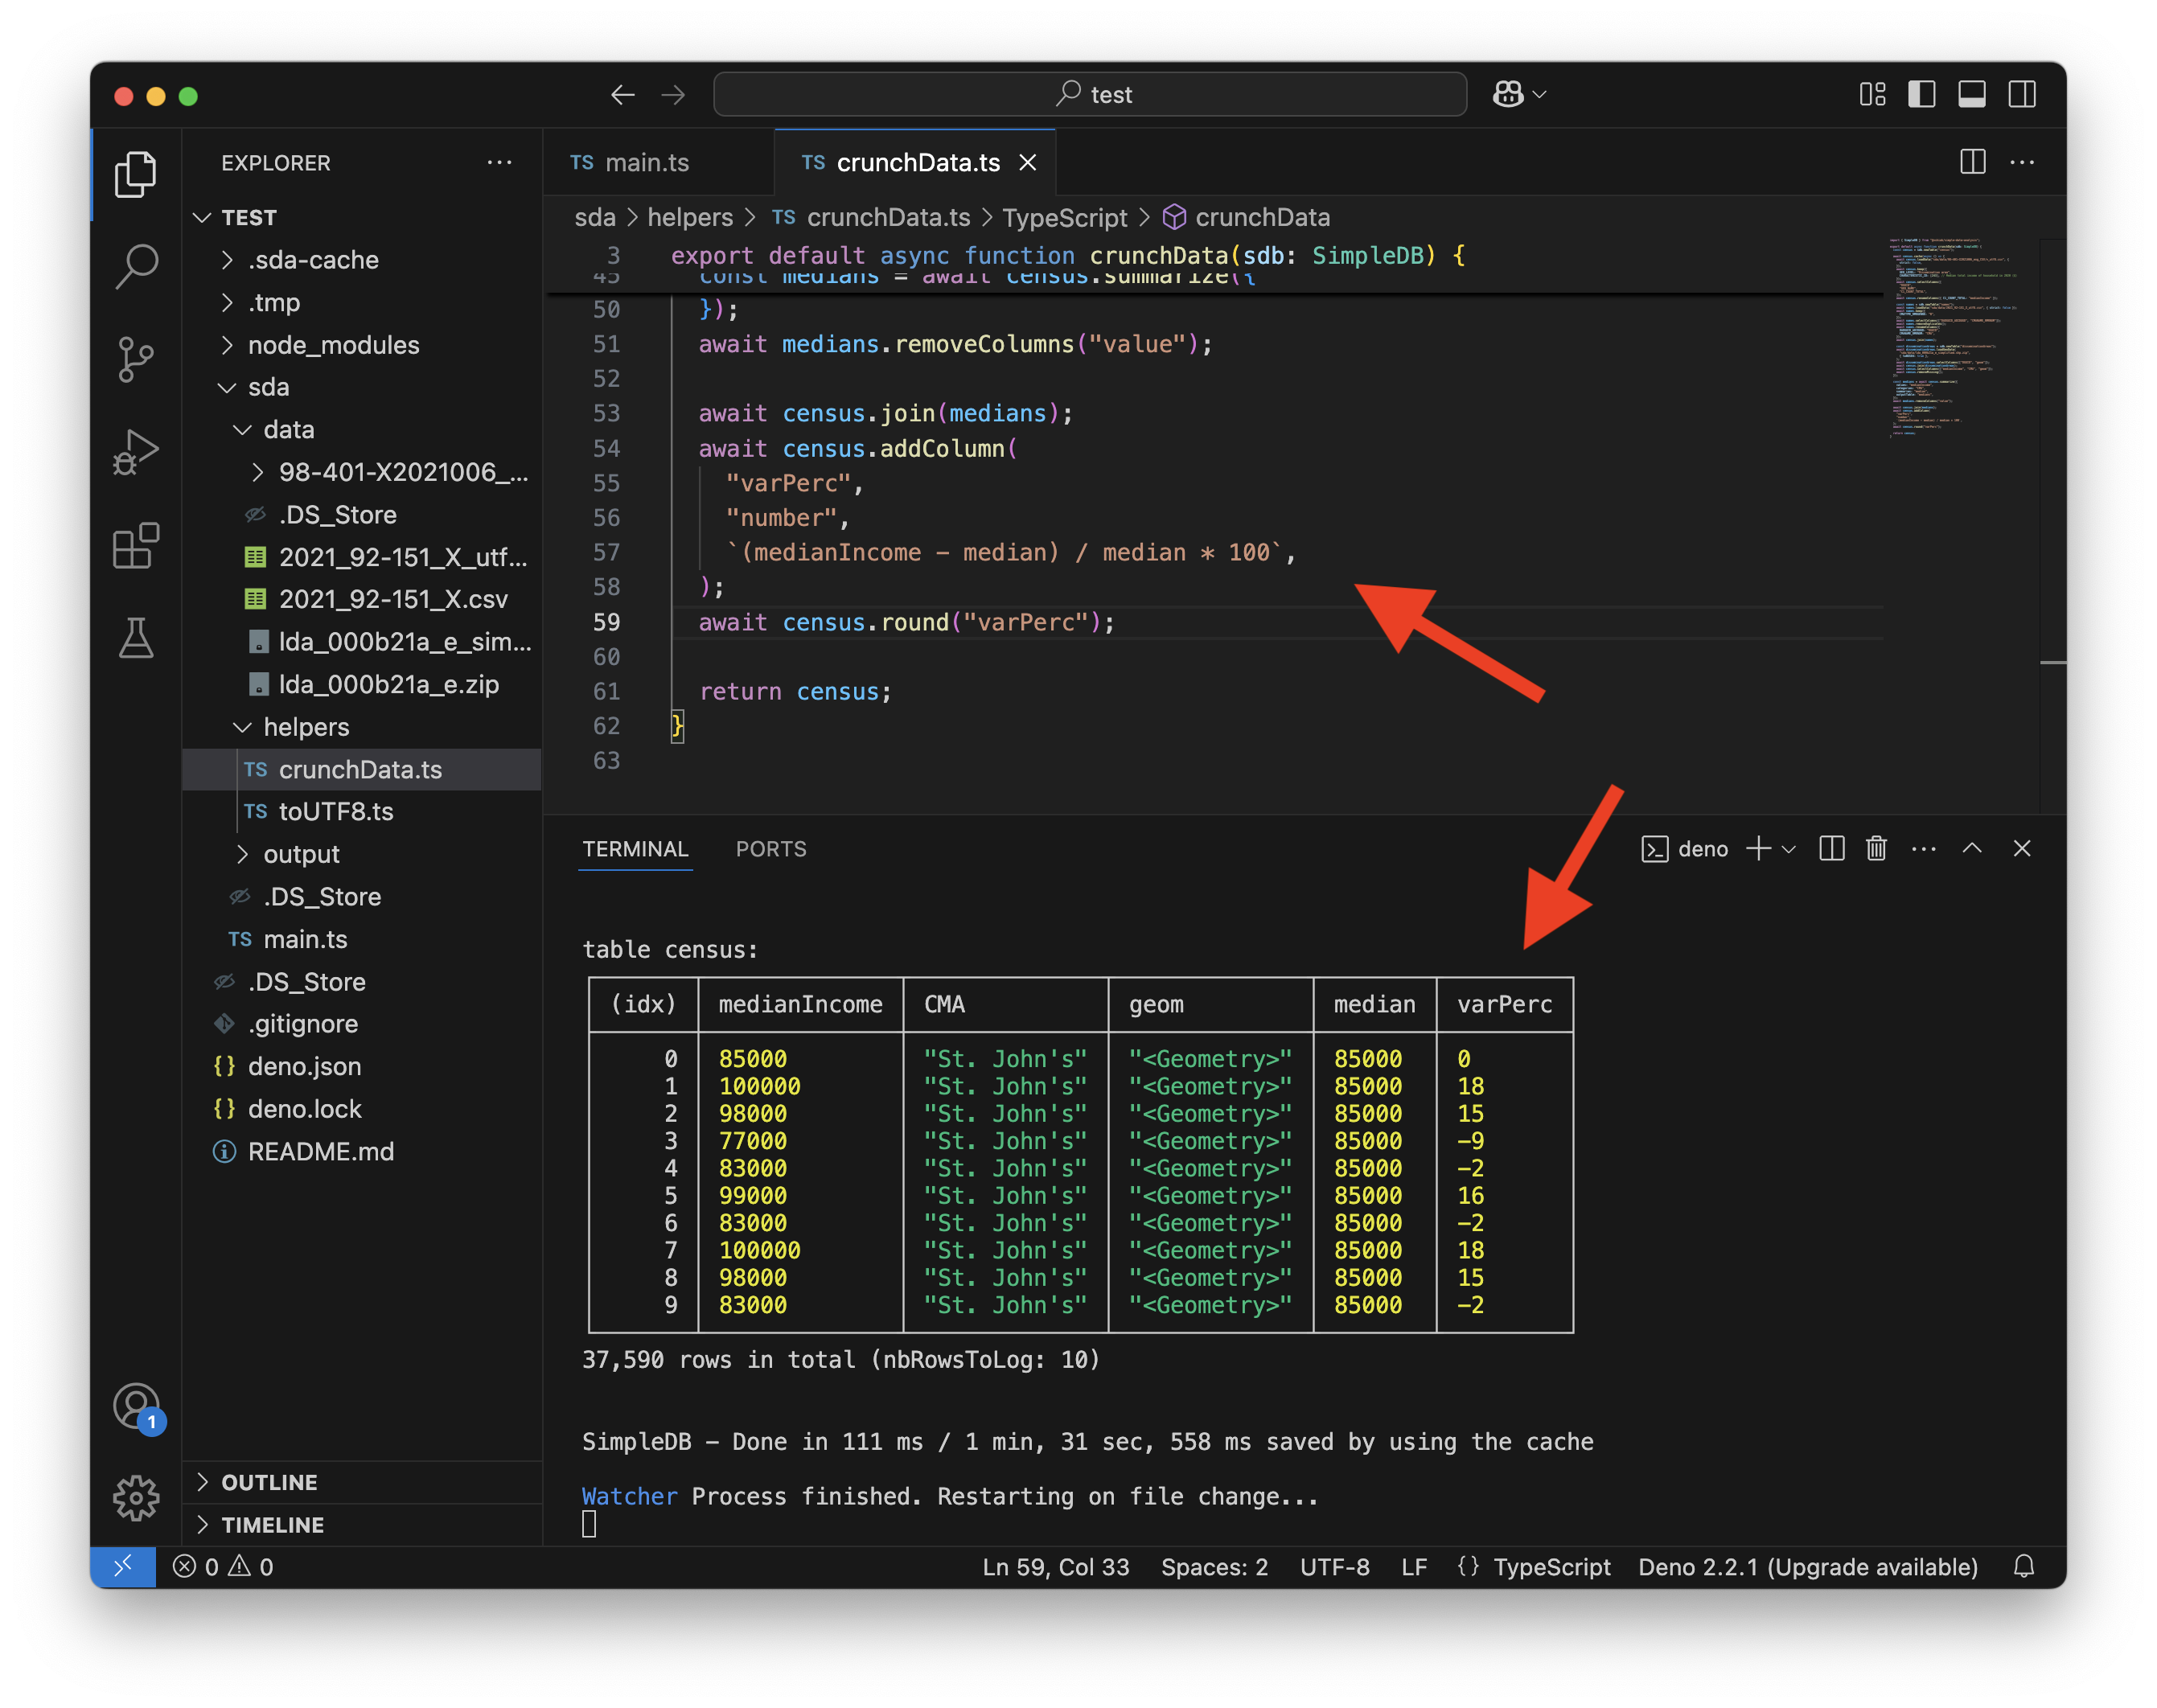 test
EXPLORER
TEST
.sda-cache
.tmp
node_modules
sda
data
98-401-X2021006_...
.DS_Store
2021_92-151_X_utf...
2021_92-151_X.csv
lda_000b21a_e_sim...
lda_000b21a_e.zip
helpers
TS crunchData.ts
TS toUTF8.ts
output
.DS_Store
TS main.ts
.DS_Store
.gitignore
{} deno.json
{} deno.lock
README.md
OUTLINE
TIMELINE
1
TS main.ts
TS crunchData.ts
sda > helpers > TS crunchData.ts > TypeScript > crunchData
3 export default async function crunchData(sdb: SimpleDB) {
45 const medians = await census.summarize({
50 });
51 await medians.removeColumns("value");
52
53 await census.join(medians);
54 await census.addColumn(
55 "varPerc",
56 "number",
57 `(medianIncome - median) / median * 100`,
58 );
59 await census.round("varPerc");
60
61 return census;
62 }
63
TERMINAL PORTS
deno
table census:
(idx) medianIncome CMA geom median varPerc
0 85000 "St. John's" "<Geometry>" 85000 0
1 100000 "St. John's" "<Geometry>" 85000 18
2 98000 "St. John's" "<Geometry>" 85000 15
3 77000 "St. John's" "<Geometry>" 85000 -9
4 83000 "St. John's" "<Geometry>" 85000 -2
5 99000 "St. John's" "<Geometry>" 85000 16
6 83000 "St. John's" "<Geometry>" 85000 -2
7 100000 "St. John's" "<Geometry>" 85000 18
8 98000 "St. John's" "<Geometry>" 85000 15
9 83000 "St. John's" "<Geometry>" 85000 -2
37,590 rows in total (nbRowsToLog: 10)
SimpleDB - Done in 111 ms / 1 min, 31 sec, 558 ms saved by using the cache
Watcher Process finished. Restarting on file change...
0 0
Ln 59, Col 33 Spaces: 2 UTF-8 LF {} TypeScript Deno 2.2.1 (Upgrade available)